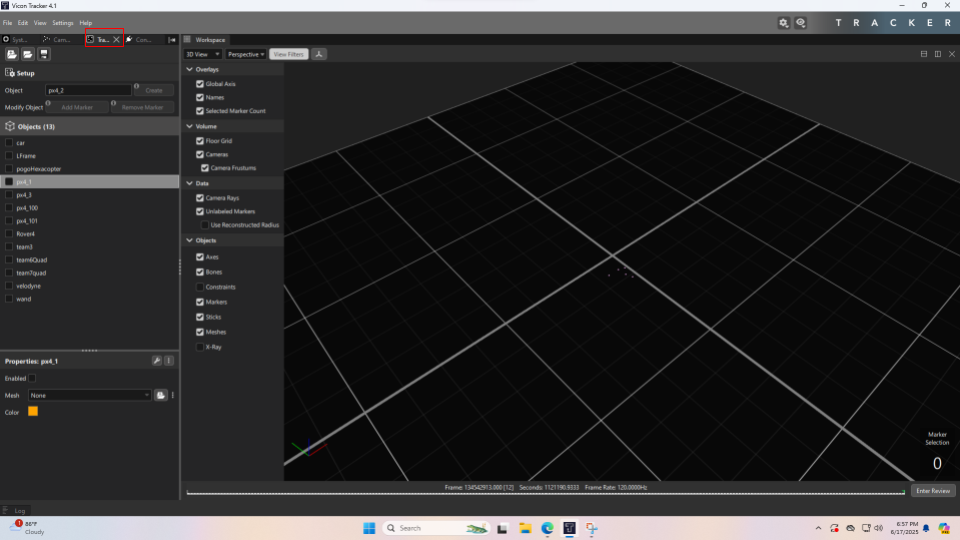 Vicon Tracker 4.1
File Edit View Settings Help
TRACKER
Syst... Cam... Tra... Con...
Workspace
3D View Perspective View Filters
Setup
Object px4_2 Create
Modify Object Add Marker Remove Marker
Objects (13)
car
LFrame
pogoHexacopter
px4_1
px4_3
px4_100
px4_101
Rover4
team3
team6Quad
team7quad
velodyne
wand
Properties: px4_1
Enabled
Mesh None
Color
Overlays
Global Axis
Names
Selected Marker Count
Volume
Floor Grid
Cameras
Camera Frustums
Data
Camera Rays
Unlabeled Markers
Use Reconstructed Radius
Objects
Axes
Bones
Constraints
Markers
Sticks
Meshes
X-Ray
Marker
Selection
0
Frame: 134542913.000 [12] Seconds: 1121190.9333 Frame Rate: 120.0000Hz
Enter Review
Log
1
86°F
Cloudy
Search
6:57 PM
6/17/2025